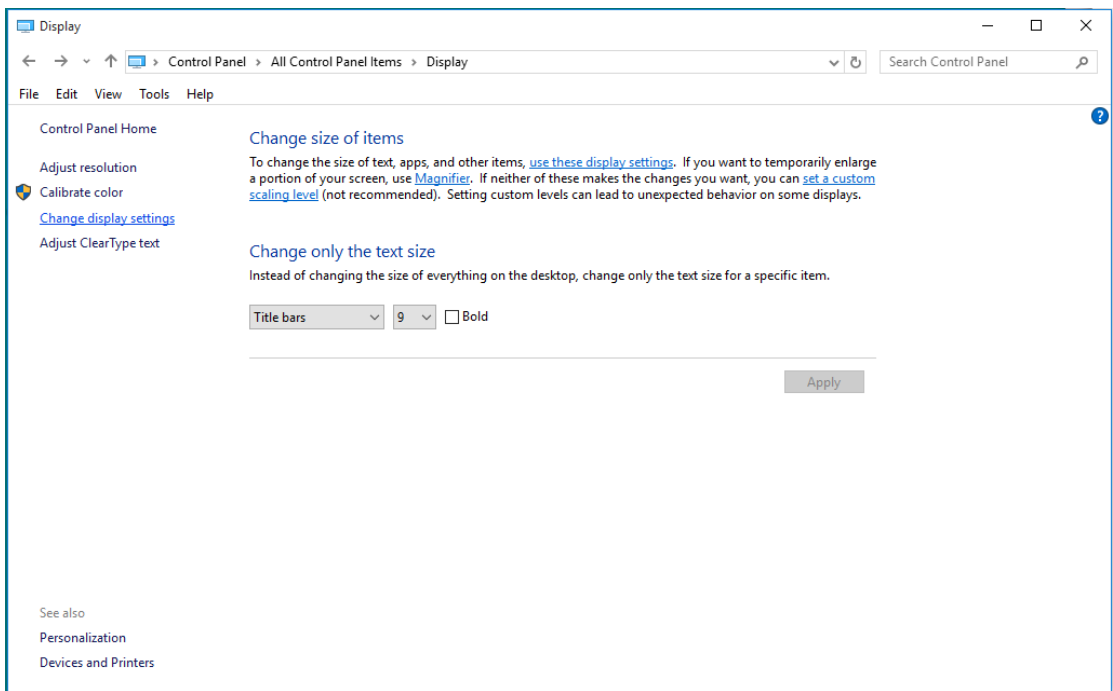 Display
Control Panel > All Control Panel Items > Display
Search Control Panel
File Edit View Tools Help
?
Control Panel Home
Adjust resolution
Calibrate color
Change display settings
Adjust ClearType text
Change size of items
To change the size of text, apps, and other items, use these display settings. If you want to temporarily enlarge
a portion of your screen, use Magnifier. If neither of these makes the changes you want, you can set a custom
scaling level (not recommended). Setting custom levels can lead to unexpected behavior on some displays.
Change only the text size
Instead of changing the size of everything on the desktop, change only the text size for a specific item.
Title bars 9 Bold
Apply
See also
Personalization
Devices and Printers